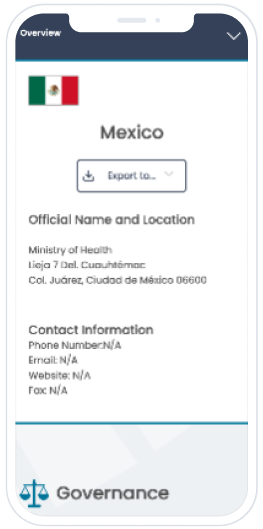 Overview
Mexico
Export to...
Official Name and Location
Ministry of Health
Lieja 7 Del. Cuauhtémoc
Col. Juárez, Ciudad de México 06600
Contact Information
Phone Number:N/A
Email: N/A
Website: N/A
Fax: N/A
Governance